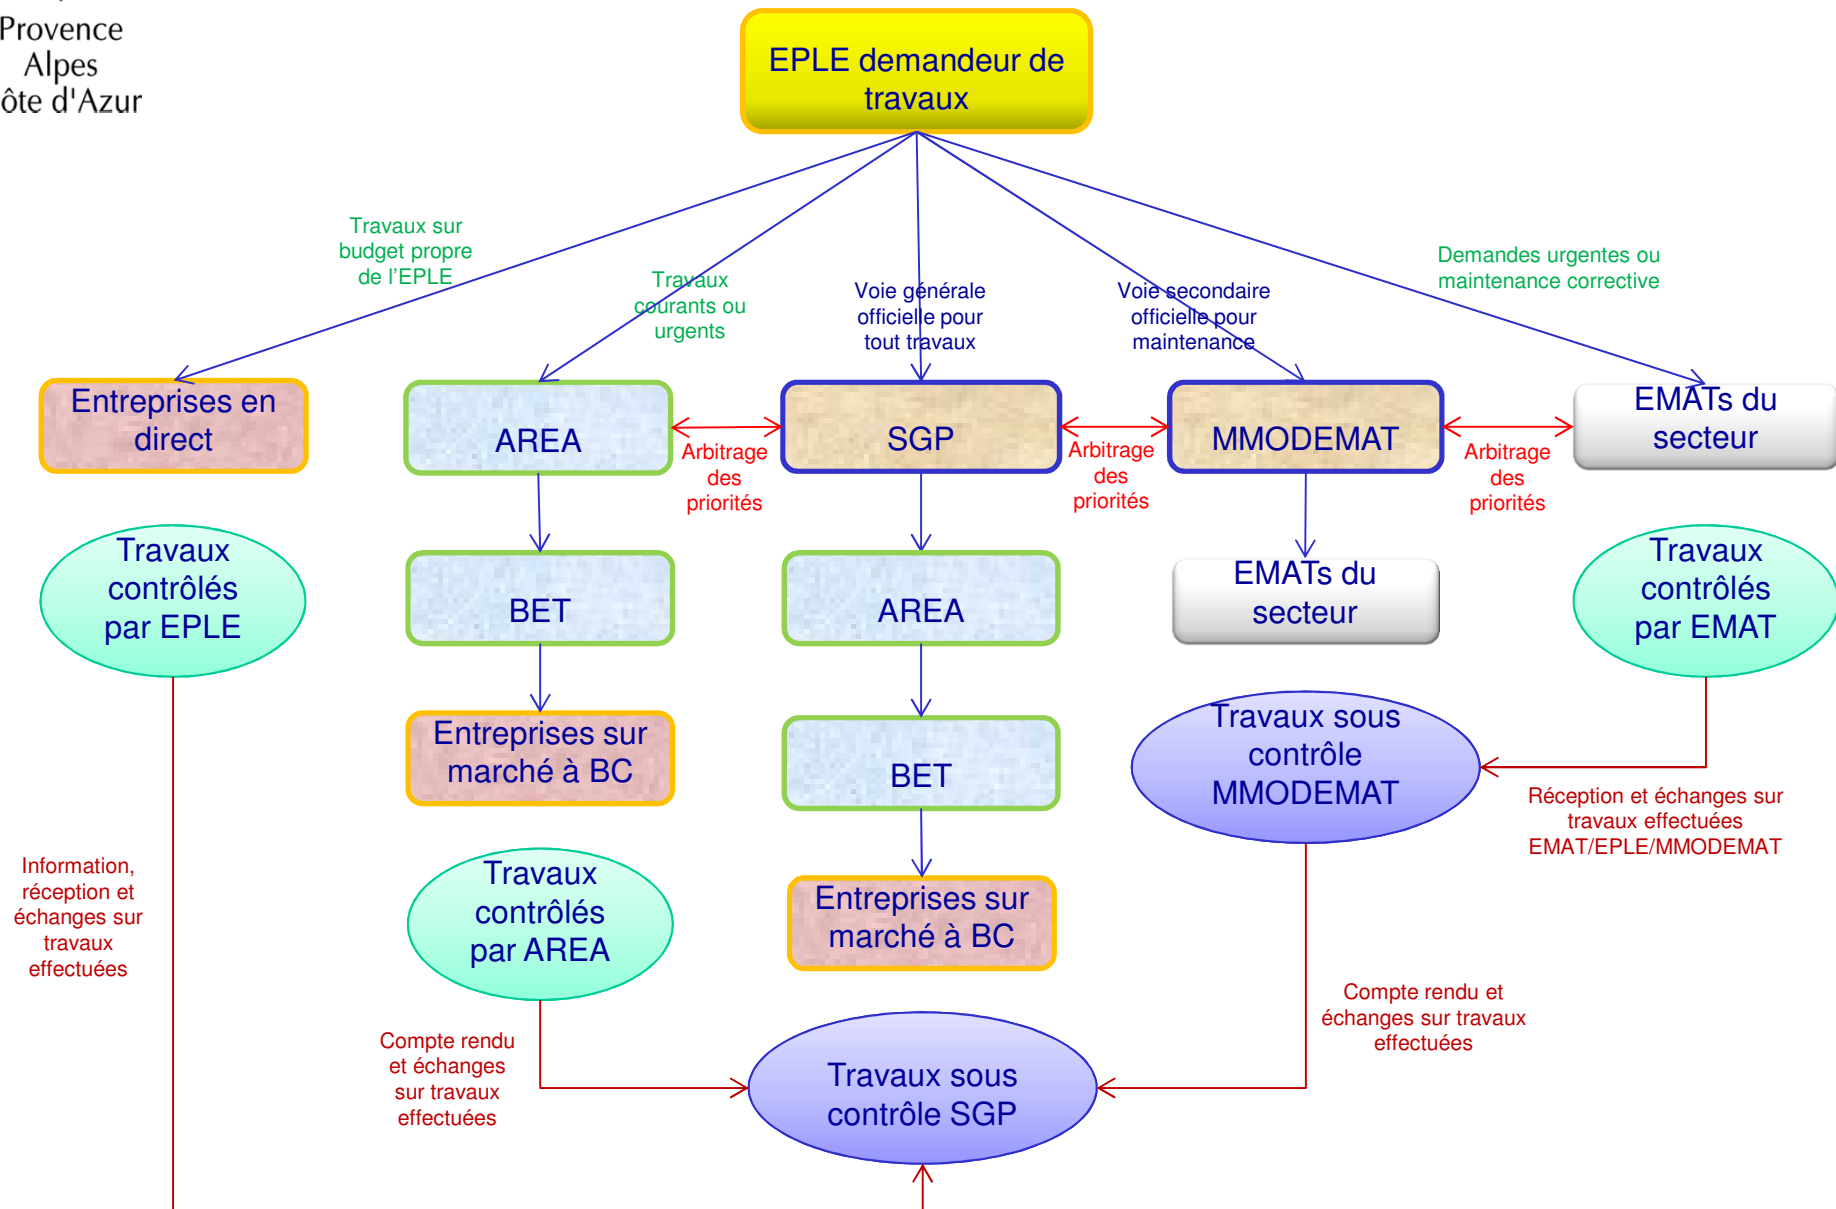 Provence
Alpes
ôte d'Azur
EPLE demandeur de
travaux
Travaux sur
budget propre
de l'EPLE
Travaux
courants ou
urgents
Voie générale
officielle pour
tout travaux
Voie secondaire
officielle pour
maintenance
Demandes urgentes ou
maintenance corrective
Entreprises en
direct
AREA
Arbitrage
des
priorités
SGP
Arbitrage
des
priorités
MMODEMAT
Arbitrage
des
priorités
EMATs du
secteur
Travaux
contrôlés
par EPLE
BET
AREA
EMATs du
secteur
Travaux
contrôlés
par EMAT
Entreprises sur
marché à BC
BET
Travaux sous
contrôle
MMODEMAT
Réception et échanges sur
travaux effectuées
EMAT/EPLE/MMODEMAT
Information,
réception et
échanges sur
travaux
effectuées
Travaux
contrôlés
par AREA
Entreprises sur
marché à BC
Compte rendu
et échanges
sur travaux
effectuées
Travaux sous
contrôle SGP
Compte rendu et
échanges sur travaux
effectuées